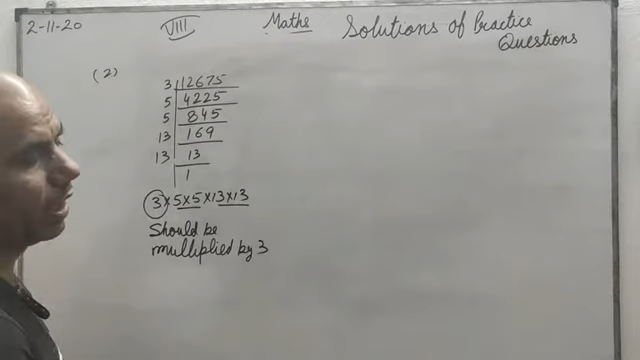 2-11-20 VIII Maths Solutions of Practice
Questions
(2)
3 | 12675
5 | 4225
5 | 845
13 | 169
13 | 13
1
3×5×5×13×13
Should be
multiplied by 3